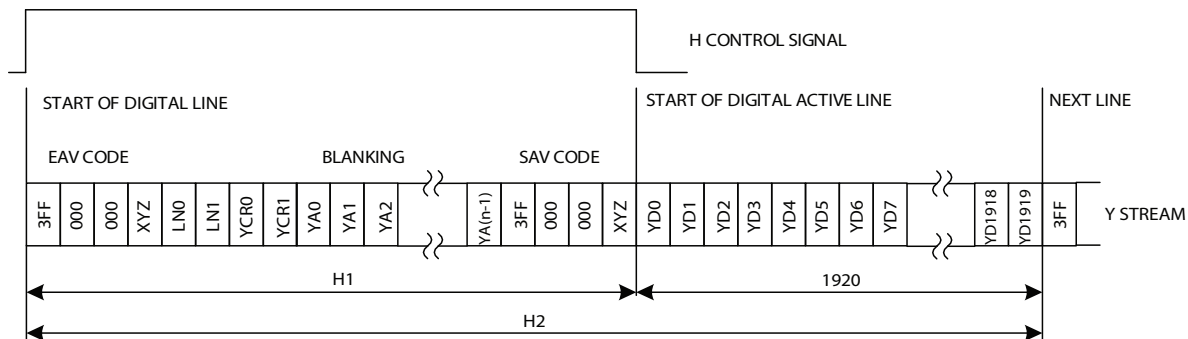 H CONTROL SIGNAL
START OF DIGITAL LINE
START OF DIGITAL ACTIVE LINE
NEXT LINE
EAV CODE
BLANKING
SAV CODE
3FF 000 000 XYZ LN0 LN1 YCR0 YCR1 YA0 YA1 YA2 YA(n-1) 3FF 000 000 XYZ YD0 YD1 YD2 YD3 YD4 YD5 YD6 YD7 YD1918 YD1919 3FF Y STREAM
H1
1920
H2